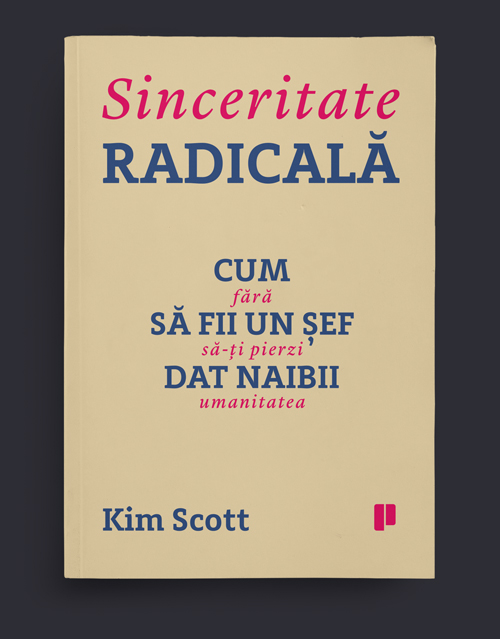 Sinceritate
RADICALĂ
CUM
fără
SĂ FII UN ȘEF
să-ți pierzi
DAT NAIBII
umanitatea
Kim Scott